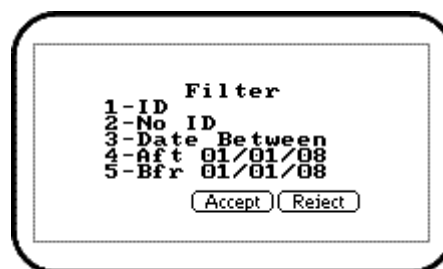 Filter
1-ID
2-No ID
3-Date Between
4-Aft 01/01/08
5-Bfr 01/01/08
Accept Reject